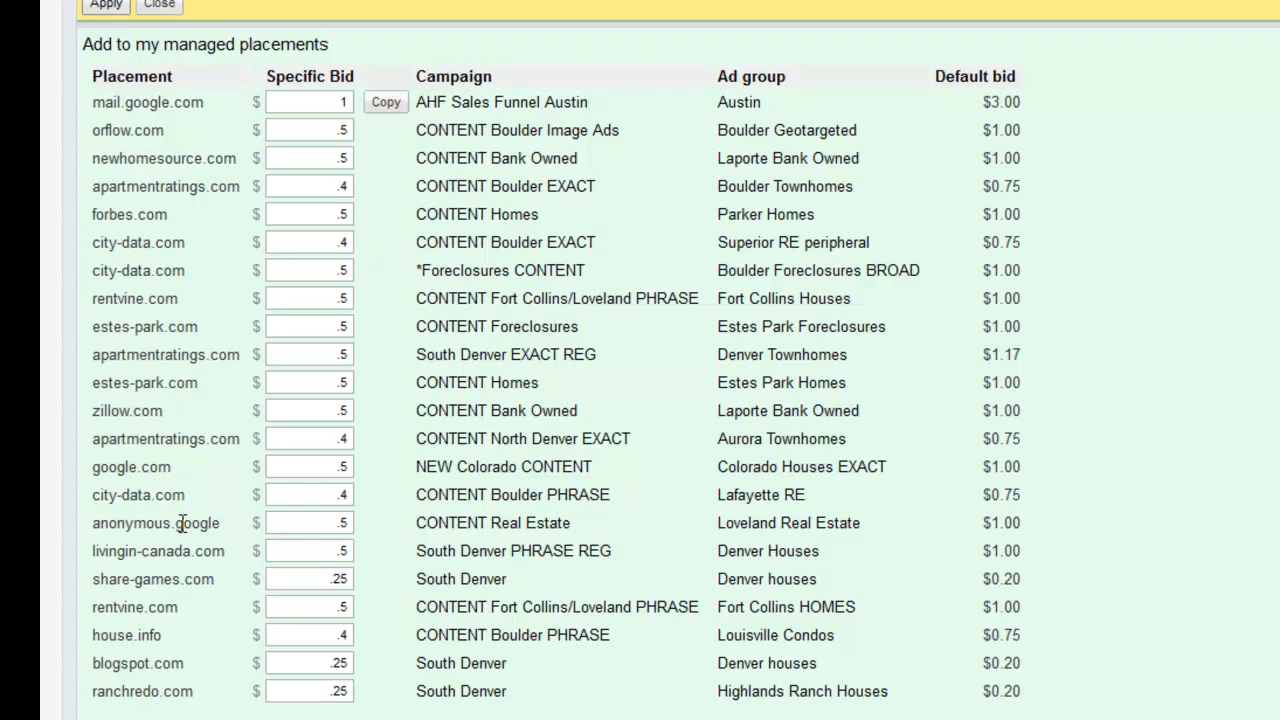 Apply Close
Add to my managed placements
Placement Specific Bid Campaign Ad group Default bid
mail.google.com $ 1 Copy AHF Sales Funnel Austin Austin $3.00
orflow.com $ .5 CONTENT Boulder Image Ads Boulder Geotargeted $1.00
newhomesource.com $ .5 CONTENT Bank Owned Laporte Bank Owned $1.00
apartmentratings.com $ .4 CONTENT Boulder EXACT Boulder Townhomes $0.75
forbes.com $ .5 CONTENT Homes Parker Homes $1.00
city-data.com $ .4 CONTENT Boulder EXACT Superior RE peripheral $0.75
city-data.com $ .5 *Foreclosures CONTENT Boulder Foreclosures BROAD $1.00
rentvine.com $ .5 CONTENT Fort Collins/Loveland PHRASE Fort Collins Houses $1.00
estes-park.com $ .5 CONTENT Foreclosures Estes Park Foreclosures $1.00
apartmentratings.com $ .5 South Denver EXACT REG Denver Townhomes $1.17
estes-park.com $ .5 CONTENT Homes Estes Park Homes $1.00
zillow.com $ .5 CONTENT Bank Owned Laporte Bank Owned $1.00
apartmentratings.com $ .4 CONTENT North Denver EXACT Aurora Townhomes $0.75
google.com $ .5 NEW Colorado CONTENT Colorado Houses EXACT $1.00
city-data.com $ .4 CONTENT Boulder PHRASE Lafayette RE $0.75
anonymous.google $ .5 CONTENT Real Estate Loveland Real Estate $1.00
livingin-canada.com $ .5 South Denver PHRASE REG Denver Houses $1.00
share-games.com $ .25 South Denver Denver houses $0.20
rentvine.com $ .5 CONTENT Fort Collins/Loveland PHRASE Fort Collins HOMES $1.00
house.info $ .4 CONTENT Boulder PHRASE Louisville Condos $0.75
blogspot.com $ .25 South Denver Denver houses $0.20
ranchredo.com $ .25 South Denver Highlands Ranch Houses $0.20